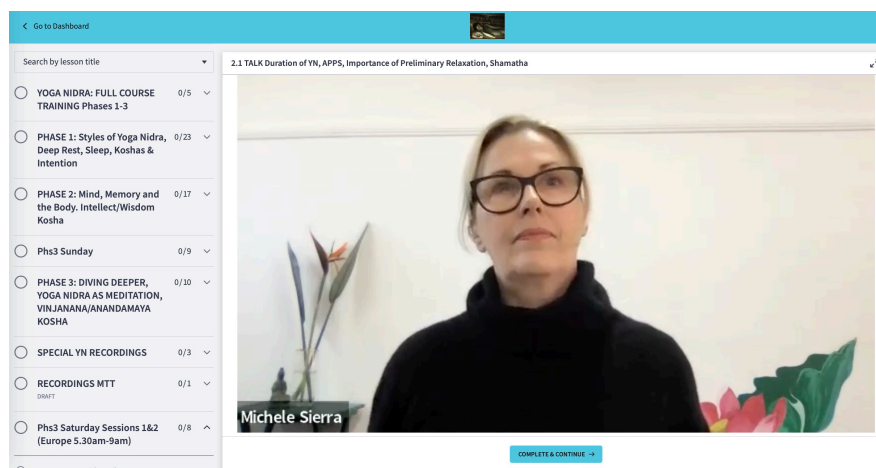 Go to Dashboard
Search by lesson title
YOGA NIDRA: FULL COURSE
TRAINING Phases 1-3
0/5
PHASE 1: Styles of Yoga Nidra,
Deep Rest, Sleep, Koshas &
Intention
0/23
PHASE 2: Mind, Memory and
the Body. Intellect/Wisdom
Kosha
0/17
Phs3 Sunday
0/9
PHASE 3: DIVING DEEPER,
YOGA NIDRA AS MEDITATION,
VINJANANA/ANANDAMAYA
KOSHA
0/10
SPECIAL YN RECORDINGS
0/3
RECORDINGS MTT
0/1
DRAFT
Phs3 Saturday Sessions 1&2
(Europe 5.30am-9am)
0/8
2.1 TALK Duration of YN, APPS, Importance of Preliminary Relaxation, Shamatha
Michele Sierra
COMPLETE & CONTINUE →